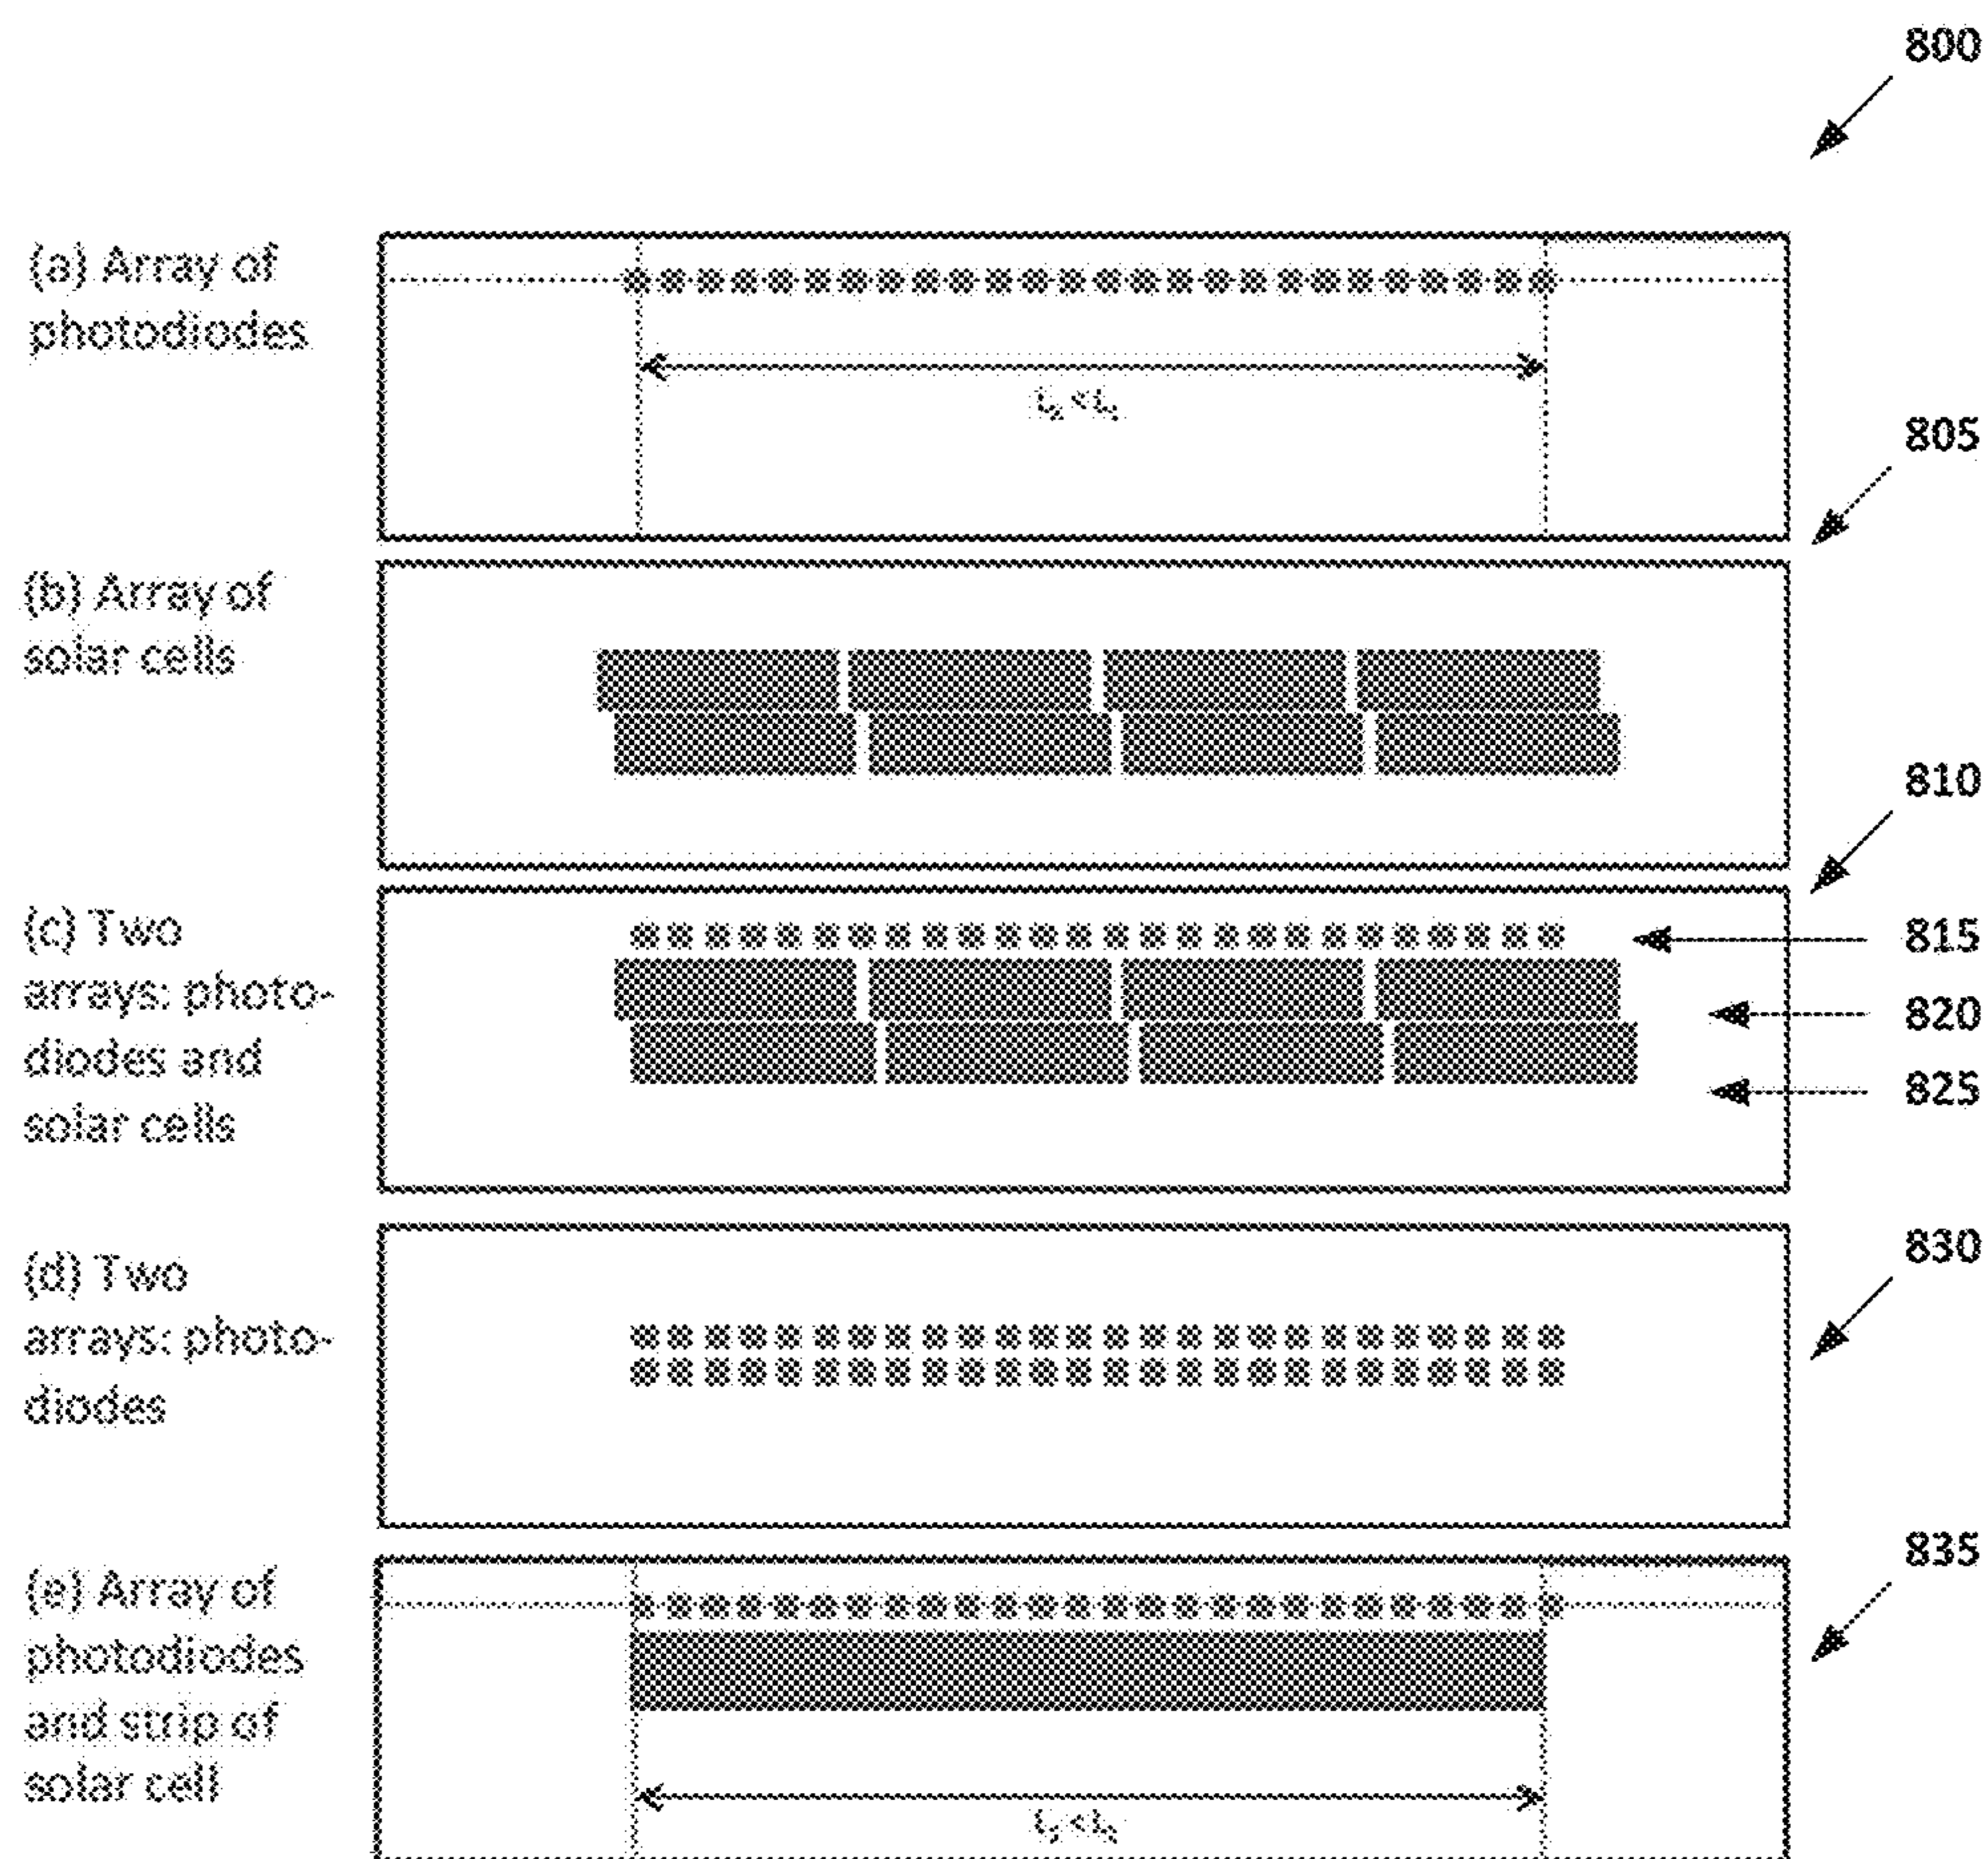 800
(a) Array of
photodiodes
805
(b) Array of
solar cells
810
(c) Two
arrays: photo-
diodes and
solar cells
815
820
825
830
(d) Two
arrays: photo-
diodes
835
(e) Array of
photodiodes
and strip of
solar cell